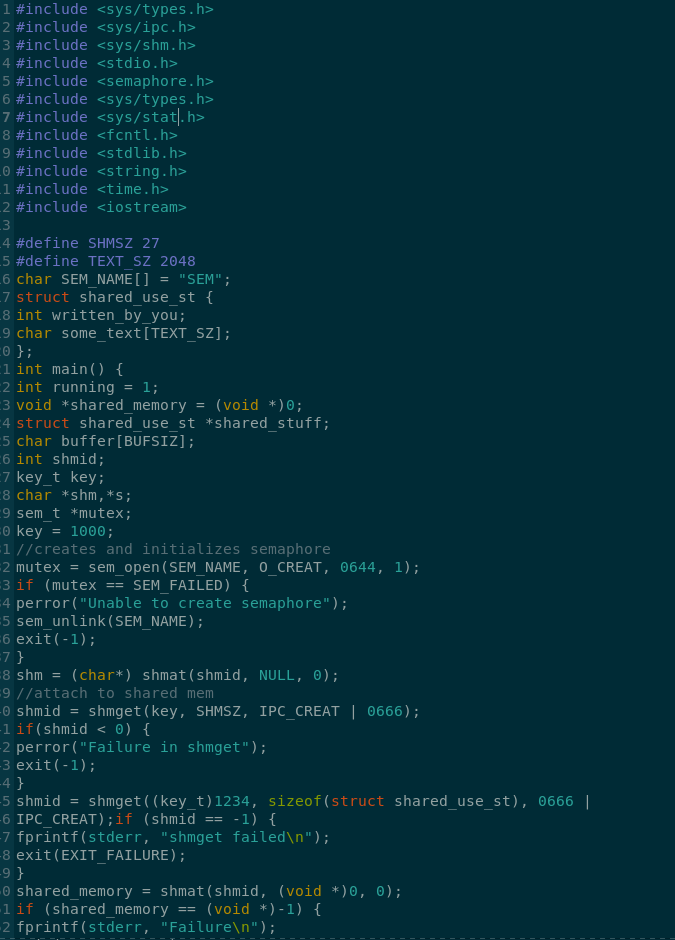 1 #include <sys/types.h>
2 #include <sys/ipc.h>
3 #include <sys/shm.h>
4 #include <stdio.h>
5 #include <semaphore.h>
6 #include <sys/types.h>
7 #include <sys/stat.h>
8 #include <fcntl.h>
9 #include <stdlib.h>
0 #include <string.h>
1 #include <time.h>
2 #include <iostream>
3
4 #define SHMSZ 27
5 #define TEXT_SZ 2048
6 char SEM_NAME[] = "SEM";
7 struct shared_use_st {
8 int written_by_you;
9 char some_text[TEXT_SZ];
0 };
1 int main() {
2 int running = 1;
3 void *shared_memory = (void *)0;
4 struct shared_use_st *shared_stuff;
5 char buffer[BUFSIZ];
6 int shmid;
7 key_t key;
8 char *shm,*s;
9 sem_t *mutex;
0 key = 1000;
1 //creates and initializes semaphore
2 mutex = sem_open(SEM_NAME, O_CREAT, 0644, 1);
3 if (mutex == SEM_FAILED) {
4 perror("Unable to create semaphore");
5 sem_unlink(SEM_NAME);
6 exit(-1);
7 }
8 shm = (char*) shmat(shmid, NULL, 0);
9 //attach to shared mem
0 shmid = shmget(key, SHMSZ, IPC_CREAT | 0666);
1 if(shmid < 0) {
2 perror("Failure in shmget");
3 exit(-1);
4 }
5 shmid = shmget((key_t)1234, sizeof(struct shared_use_st), 0666 |
6 IPC_CREAT);if (shmid == -1) {
7 fprintf(stderr, "shmget failed\n");
8 exit(EXIT_FAILURE);
9 }
0 shared_memory = shmat(shmid, (void *)0, 0);
1 if (shared_memory == (void *)-1) {
2 fprintf(stderr, "Failure\n");